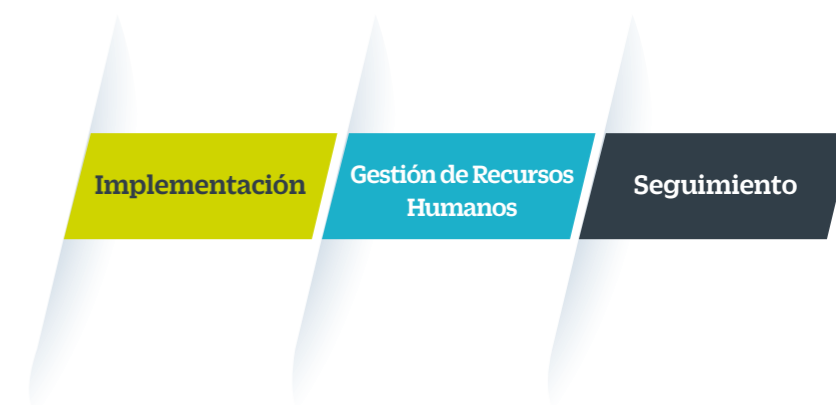 Implementación
Gestión de Recursos
Humanos
Seguimiento